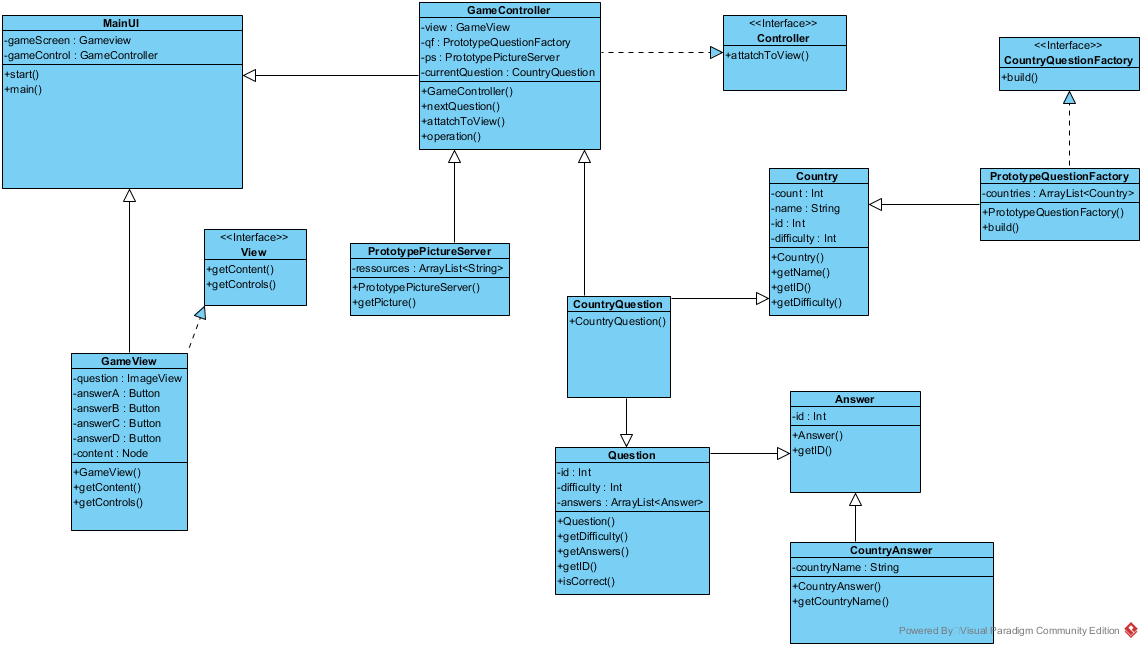 MainUI
-gameScreen : Gameview
-gameControl : GameController
+start()
+main()
GameController
-view : GameView
-qf : PrototypeQuestionFactory
-ps : PrototypePictureServer
-currentQuestion : CountryQuestion
+GameController()
+nextQuestion()
+attatchToView()
+operation()
<<Interface>>
Controller
+attatchToView()
<<Interface>>
CountryQuestionFactory
+build()
PrototypeQuestionFactory
-countries : ArrayList<Country>
+PrototypeQuestionFactory()
+build()
Country
-count : Int
-name : String
-id : Int
-difficulty : Int
+Country()
+getName()
+getID()
+getDifficulty()
<<Interface>>
View
+getContent()
+getControls()
PrototypePictureServer
-ressources : ArrayList<String>
+PrototypePictureServer()
+getPicture()
CountryQuestion
+CountryQuestion()
GameView
-question : ImageView
-answerA : Button
-answerB : Button
-answerC : Button
-answerD : Button
-content : Node
+GameView()
+getContent()
+getControls()
Question
-id : Int
-difficulty : Int
-answers : ArrayList<Answer>
+Question()
+getDifficulty()
+getAnswers()
+getID()
+isCorrect()
Answer
-id : Int
+Answer()
+getID()
CountryAnswer
-countryName : String
+CountryAnswer()
+getCountryName()
Powered By Visual Paradigm Community Edition